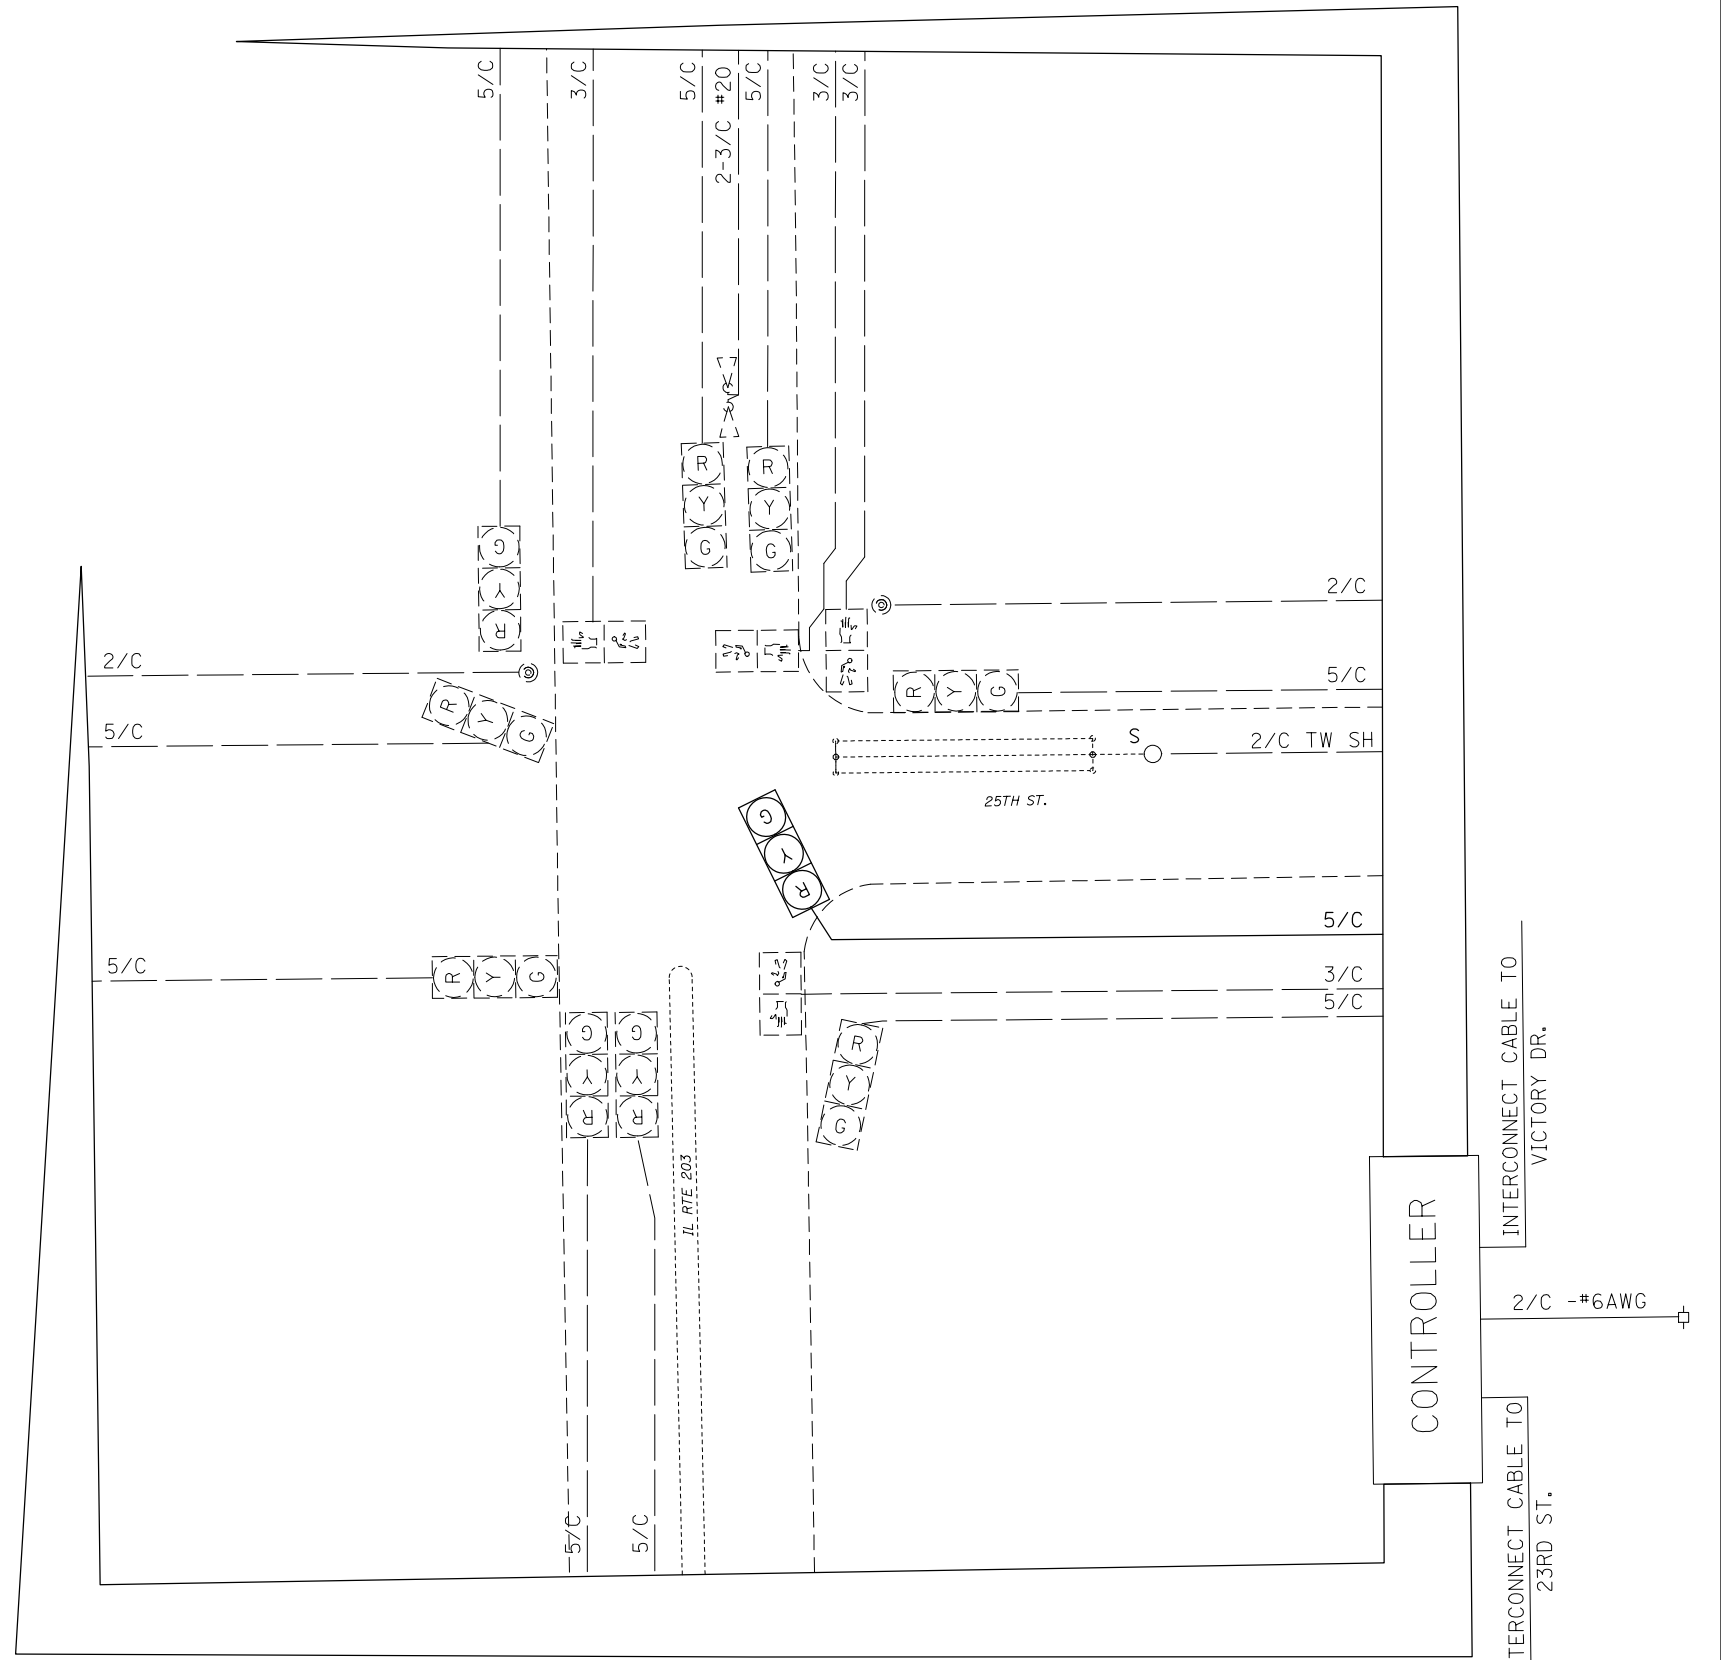 5/C
3/C
5/C
2-3/C #20
5/C
3/C
3/C
R
Y
G
R
Y
G
G
Y
R
2/C
2/C
5/C
R
Y
G
5/C
R
Y
G
5/C
S
2/C TW SH
25TH ST.
G
Y
R
5/C
5/C
R
Y
G
3/C
5/C
G
Y
R
G
Y
R
R
Y
G
IL RTE 203
5/C
5/C
CONTROLLER
INTERCONNECT CABLE TO
VICTORY DR.
2/C -#6AWG
TERCONNECT CABLE TO
23RD ST.